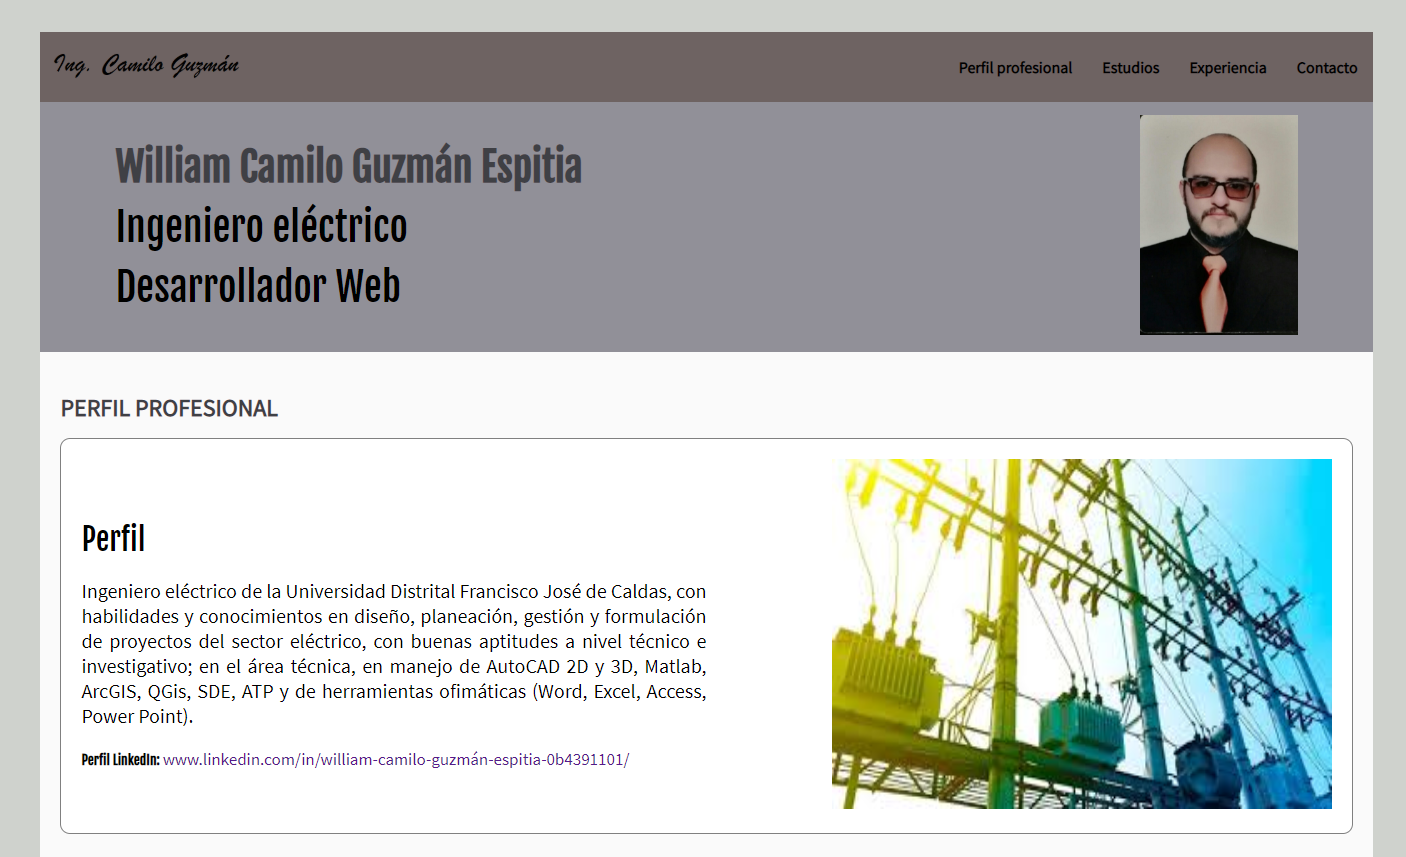 Ing. Camilo Guzmán
Perfil profesional Estudios Experiencia Contacto
William Camilo Guzmán Espitia
Ingeniero eléctrico
Desarrollador Web
PERFIL PROFESIONAL
Perfil
Ingeniero eléctrico de la Universidad Distrital Francisco José de Caldas, con
habilidades y conocimientos en diseño, planeación, gestión y formulación
de proyectos del sector eléctrico, con buenas aptitudes a nivel técnico e
investigativo; en el área técnica, en manejo de AutoCAD 2D y 3D, Matlab,
ArcGIS, QGis, SDE, ATP y de herramientas ofimáticas (Word, Excel, Access,
Power Point).
Perfil LinkedIn: www.linkedin.com/in/william-camilo-guzmán-espitia-0b4391101/